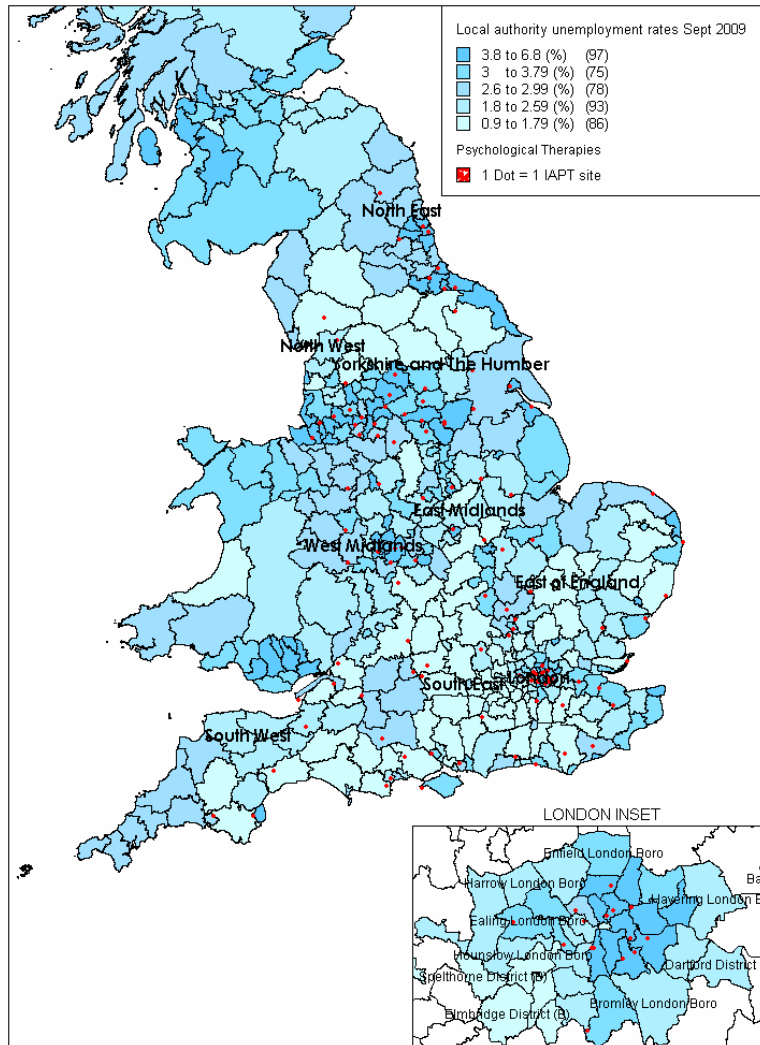 Local authority unemployment rates Sept 2009
3.8 to 6.8 (%) (97)
3 to 3.79 (%) (75)
2.6 to 2.99 (%) (78)
1.8 to 2.59 (%) (93)
0.9 to 1.79 (%) (86)
Psychological Therapies
1 Dot = 1 IAPT site
North East
North West
Yorkshire and The Humber
East Midlands
West Midlands
East of England
South East
London
South West
LONDON INSET
Enfield London Boro
Harrow London Boro
Ba
Havering London B
Ealing London Boro
Hounslow London Boro
Dartford District
Spelthorne District (B)
Elmbridge District (B)
Bromley London Boro